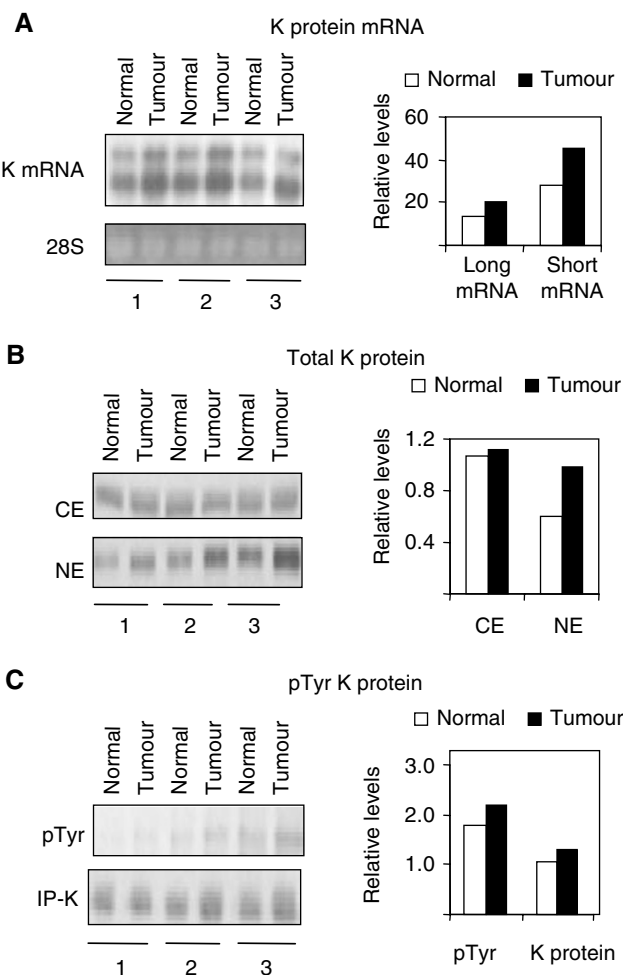 A
K protein mRNA
Normal
Tumour
Normal
Tumour
Normal
Tumour
K mRNA
28S
1 2 3
Normal Tumour
Relative levels
60
40
20
Long mRNA
Short mRNA
B
Total K protein
Normal
Tumour
Normal
Tumour
Normal
Tumour
CE
NE
1 2 3
Normal Tumour
Relative levels
1.2
0.8
0.4
CE NE
C
pTyr K protein
Normal
Tumour
Normal
Tumour
Normal
Tumour
pTyr
IP-K
1 2 3
Normal Tumour
Relative levels
3.0
2.0
1.0
pTyr K protein